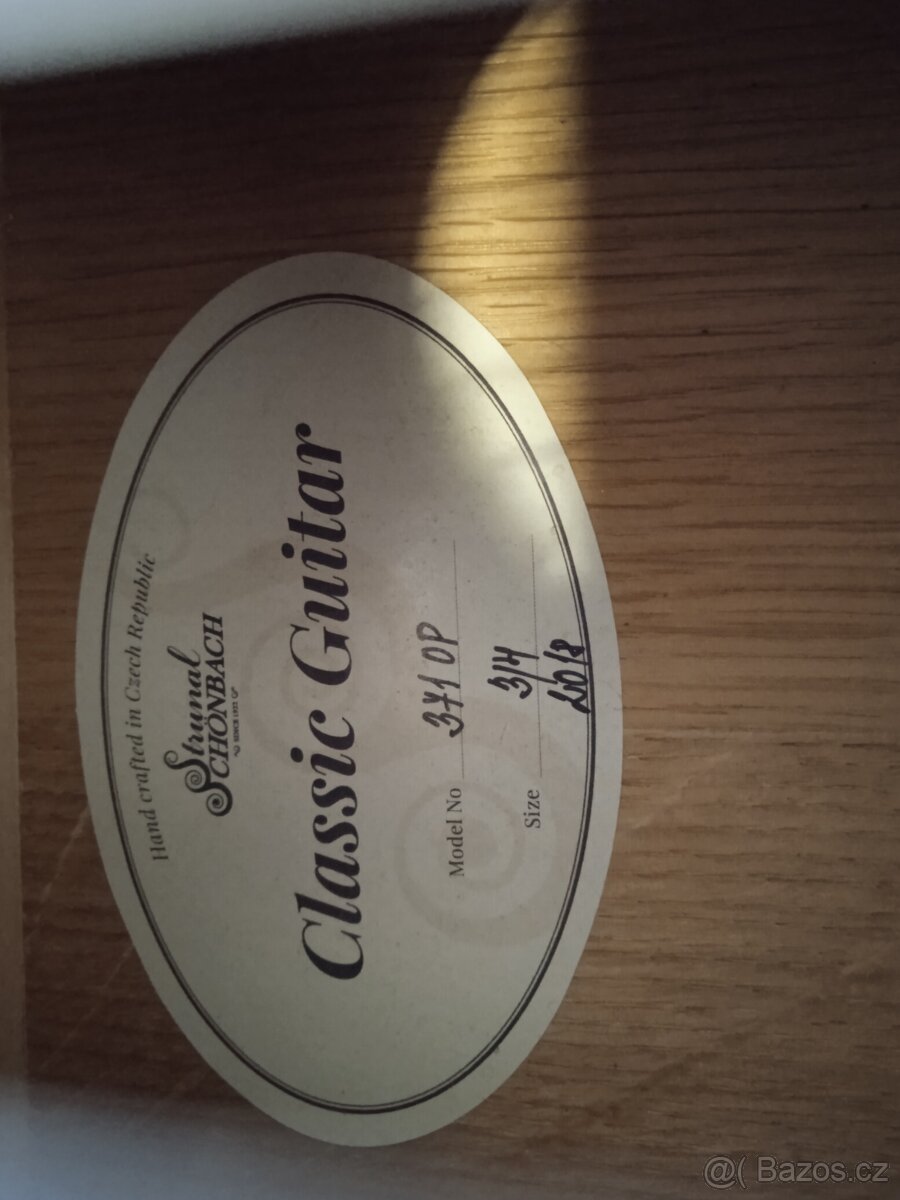 Hand crafted in Czech Republic
Strunal
SCHÖNBACH
SINCE 1922
Classic Guitar
Model No 371 OP
Size 3/4
2018
@( Bazos.cz